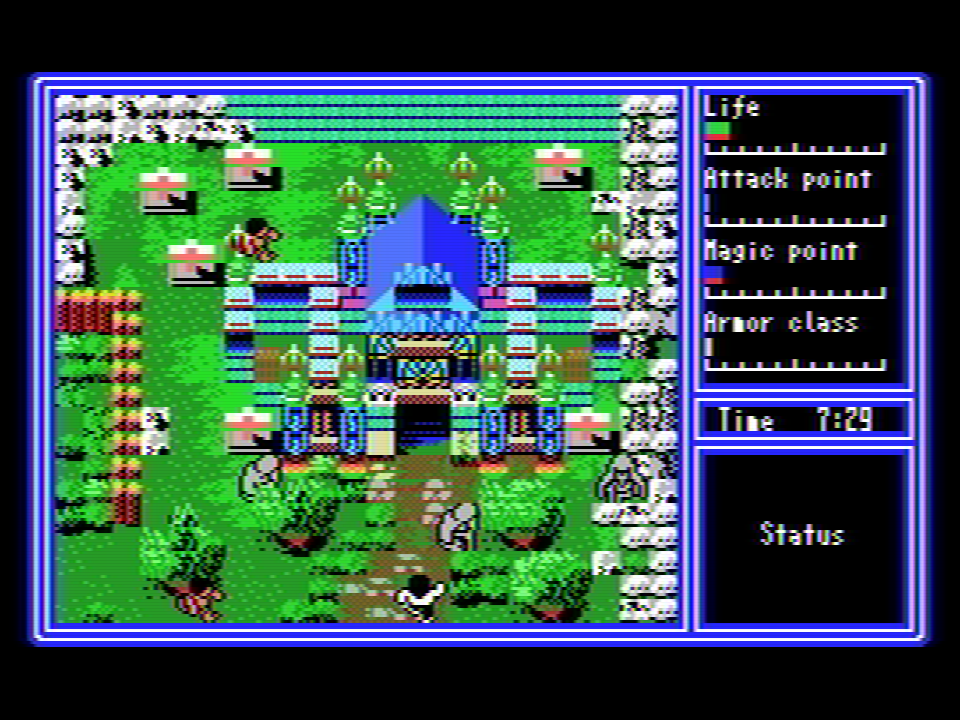 Life
Attack point
Magic point
Armor class
Time 7:29
Status